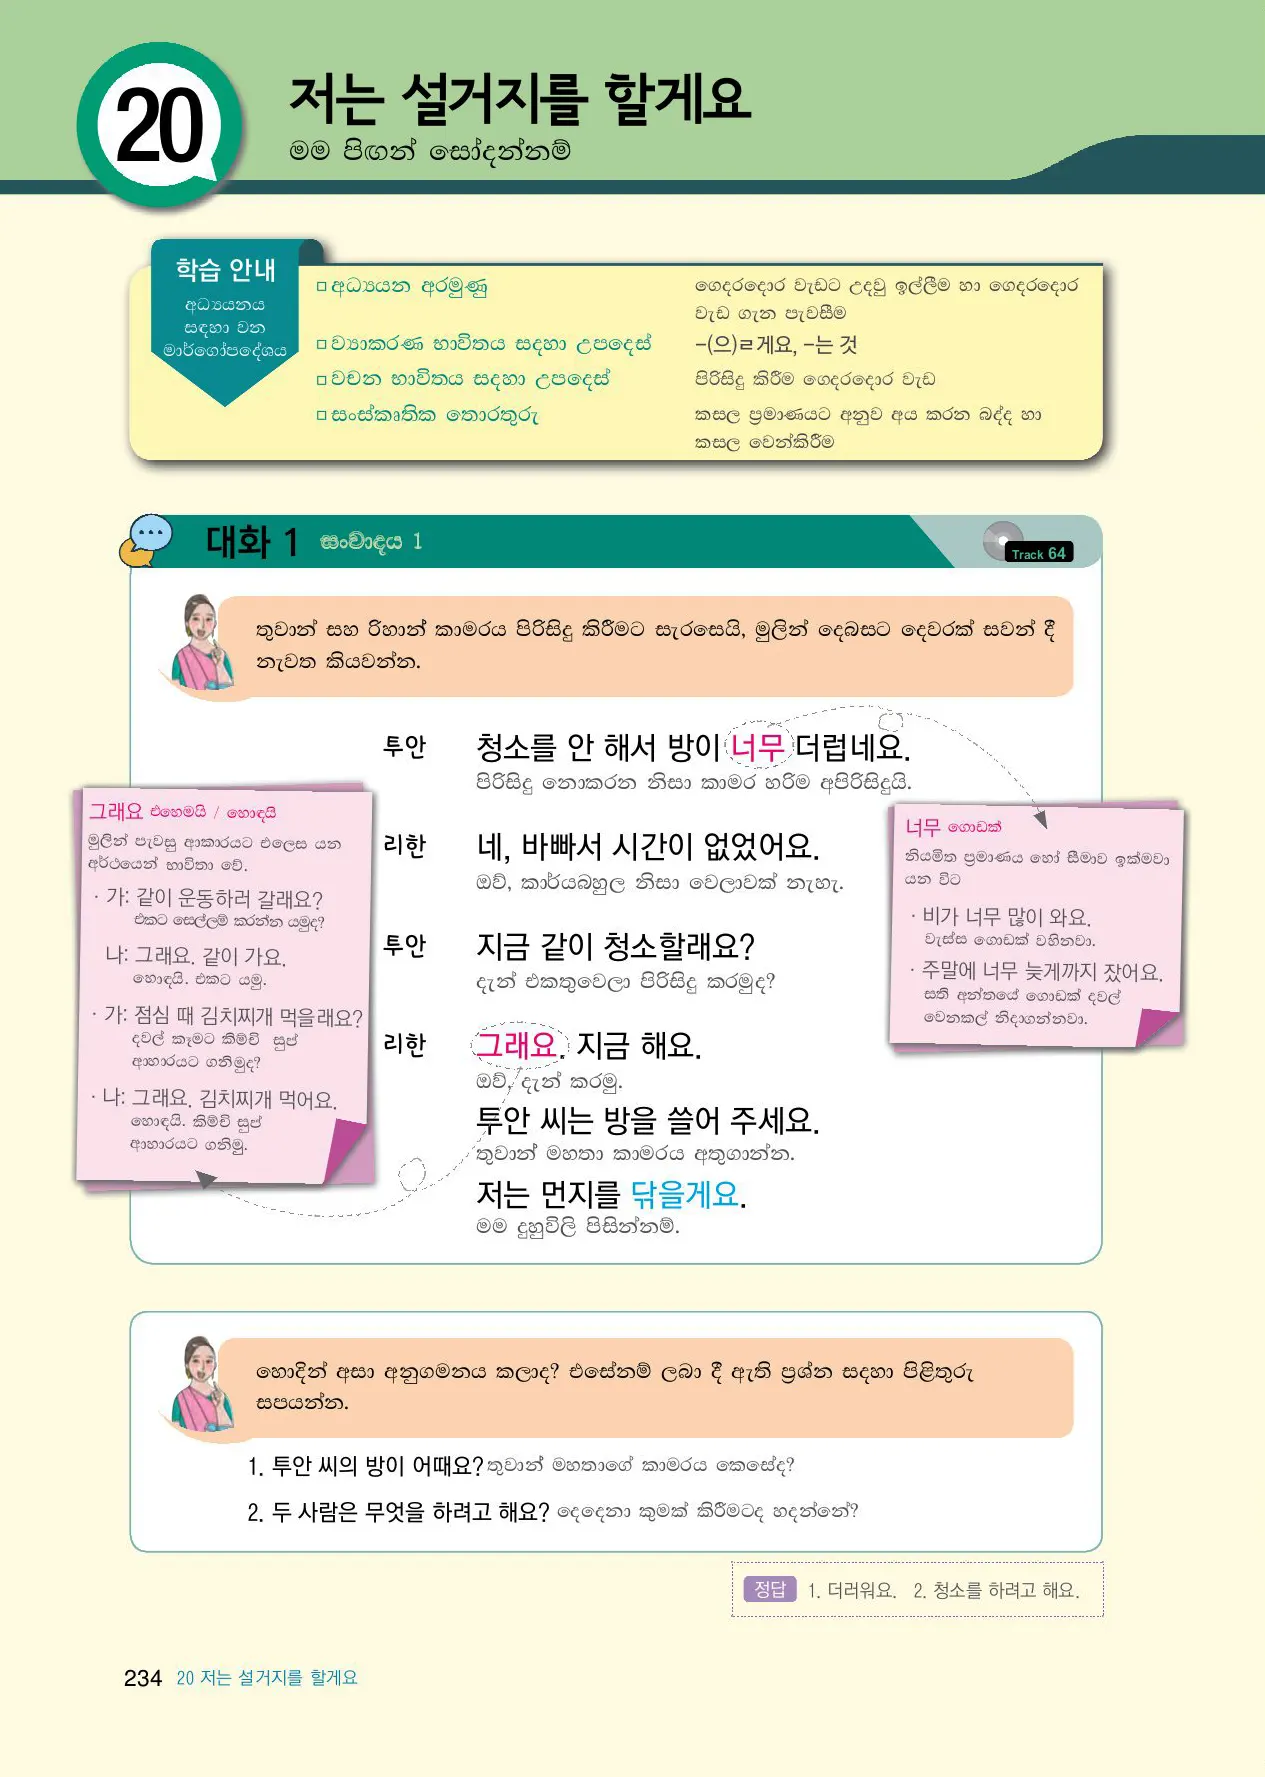 20
저는 설거지를 할게요
මම පිඟන් සෝදන්නම්
학습 안내
අධ්‍යයනය
සඳහා වන
මාර්ගෝපදේශය
□ අධ්‍යයන අරමුණු
ගෙදරදොර වැඩට උදවු ඉල්ලීම හා ගෙදරදොර
වැඩ ගැන පැවසීම
□ ව්‍යාකරණ භාවිතය සඳහා උපදෙස්
-(으)ㄹ게요, -는 것
□ වචන භාවිතය සඳහා උපදෙස්
පිරිසිදු කිරීම ගෙදරදොර වැඩ
□ සංස්කෘතික තොරතුරු
කසල ප්‍රමාණයට අනුව අය කරන බද්ද හා
කසල වෙන්කිරීම
대화 1 සංවාදය 1
Track 64
තුවාන් සහ රිහාන් කාමරය පිරිසිදු කිරීමට සැරසෙයි, මුලින් දෙබසට දෙවරක් සවන් දී
නැවත කියවන්න.
투안 청소를 안 해서 방이 너무 더럽네요.
පිරිසිදු නොකරන නිසා කාමර හරිම අපිරිසිදුයි.
리한 네, 바빠서 시간이 없었어요.
ඔව්, කාර්යබහුල නිසා වෙලාවක් නැහැ.
투안 지금 같이 청소할래요?
දැන් එකතුවෙලා පිරිසිදු කරමුද?
리한 그래요. 지금 해요.
ඔව්, දැන් කරමු.
투안 씨는 방을 쓸어 주세요.
තුවාන් මහතා කාමරය අතුගාන්න.
저는 먼지를 닦을게요.
මම දුහුවිලි පිසින්නම්.
그래요 එහෙමයි / හොඳයි
මුලින් පැවසු ආකාරයට එලෙස යන
අර්ථයෙන් භාවිතා වේ.
· 가: 같이 운동하러 갈래요?
එකට සෙල්ලම් කරන්න යමුද?
나: 그래요. 같이 가요.
හොඳයි. එකට යමු.
· 가: 점심 때 김치찌개 먹을래요?
දවල් කෑමට කිම්චි සුප්
ආහාරයට ගනිමුද?
· 나: 그래요. 김치찌개 먹어요.
හොඳයි. කිම්චි සුප්
ආහාරයට ගනිමු.
너무 ගොඩක්
නියමිත ප්‍රමාණය හෝ සීමාව ඉක්මවා
යන විට
· 비가 너무 많이 와요.
වැස්ස ගොඩක් වහිනවා.
· 주말에 너무 늦게까지 잤어요.
සති අන්තයේ ගොඩක් දවල්
වෙනකල් නිදාගන්නවා.
හොඳින් අසා අනුගමනය කලාද? එසේනම් ලබා දී ඇති ප්‍රශ්න සඳහා පිළිතුරු
සපයන්න.
1. 투안 씨의 방이 어때요? තුවාන් මහතාගේ කාමරය කෙසේද?
2. 두 사람은 무엇을 하려고 해요? දෙදෙනා කුමක් කිරීමටද හදන්නේ?
정답 1. 더러워요. 2. 청소를 하려고 해요.
234 20 저는 설거지를 할게요